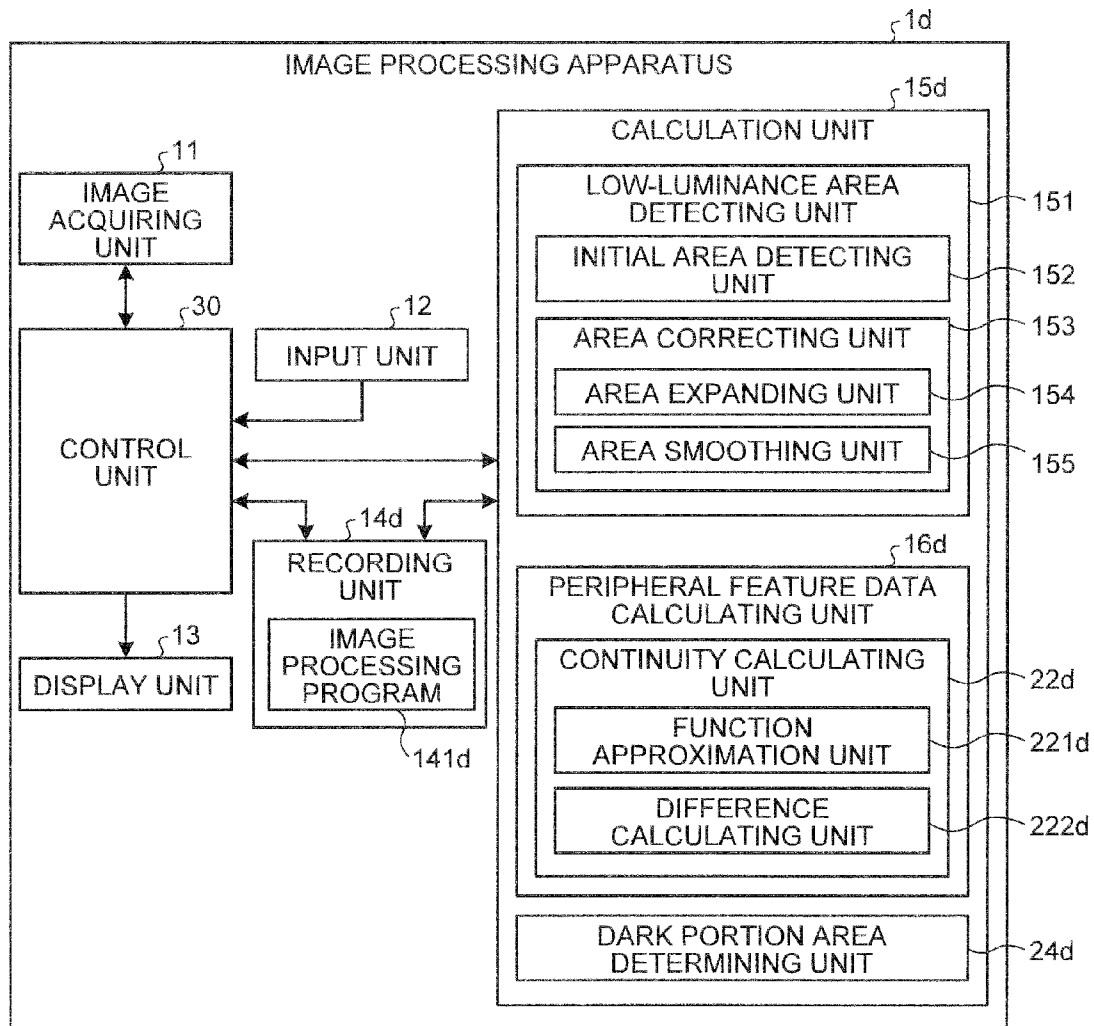 1d
IMAGE PROCESSING APPARATUS
11
IMAGE
ACQUIRING
UNIT
30
CONTROL
UNIT
12
INPUT UNIT
13
DISPLAY UNIT
14d
RECORDING
UNIT
IMAGE
PROCESSING
PROGRAM
141d
15d
CALCULATION UNIT
LOW-LUMINANCE AREA
DETECTING UNIT
151
INITIAL AREA DETECTING
UNIT
152
AREA CORRECTING UNIT
153
AREA EXPANDING UNIT
154
AREA SMOOTHING UNIT
155
16d
PERIPHERAL FEATURE DATA
CALCULATING UNIT
CONTINUITY CALCULATING
UNIT
22d
FUNCTION
APPROXIMATION UNIT
221d
DIFFERENCE
CALCULATING UNIT
222d
DARK PORTION AREA
DETERMINING UNIT
24d